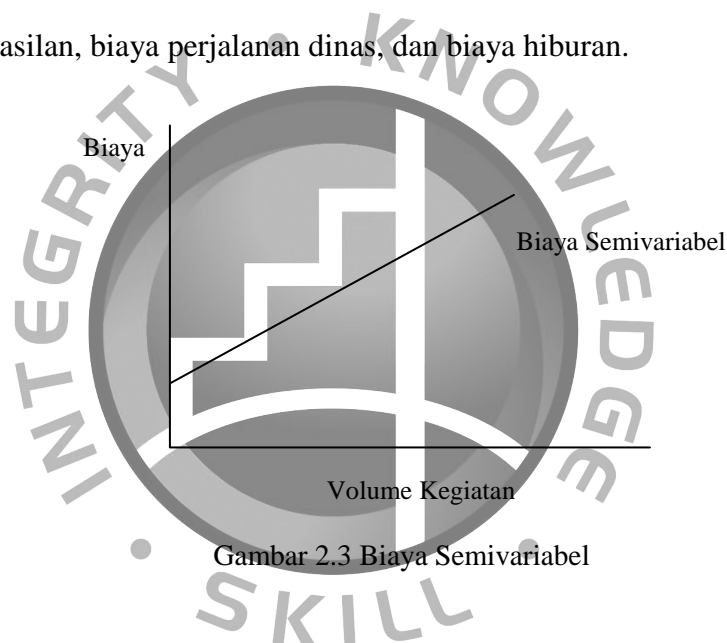 asilan, biaya perjalanan dinas, dan biaya hiburan.
Biaya
Biaya Semivariabel
Volume Kegiatan
Gambar 2.3 Biaya Semivariabel
INTEGRITY • KNOWLEDGE • SKILL •